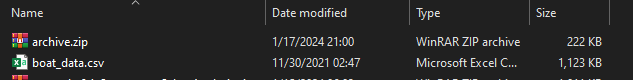 Name Date modified Type Size
archive.zip 1/17/2024 21:00 WinRAR ZIP archive 222 KB
boat_data.csv 11/30/2021 02:47 Microsoft Excel C... 1,123 KB